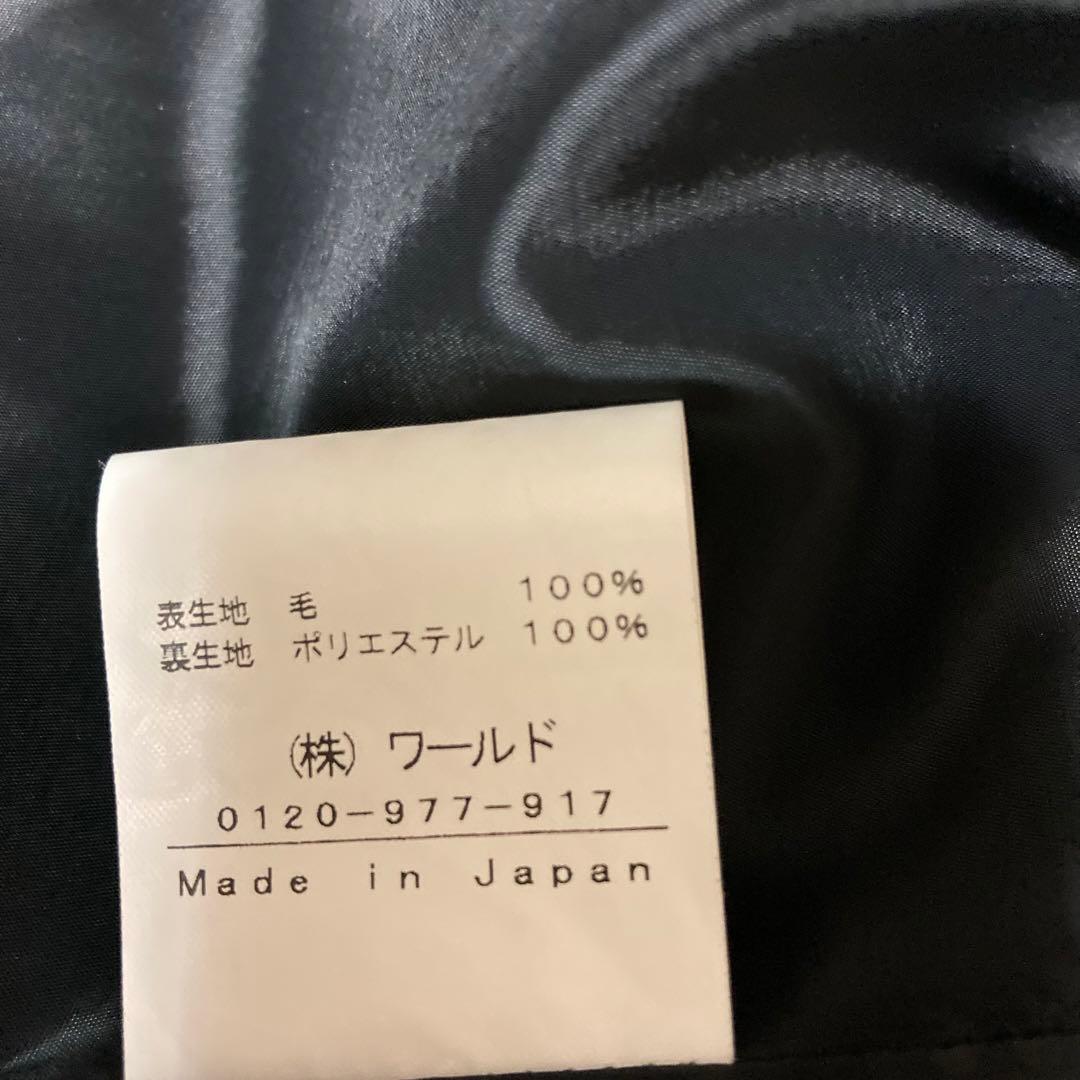 表生地 毛 100%
裏生地 ポリエステル 100%
(株) ワールド
0120-977-917
Made in Japan